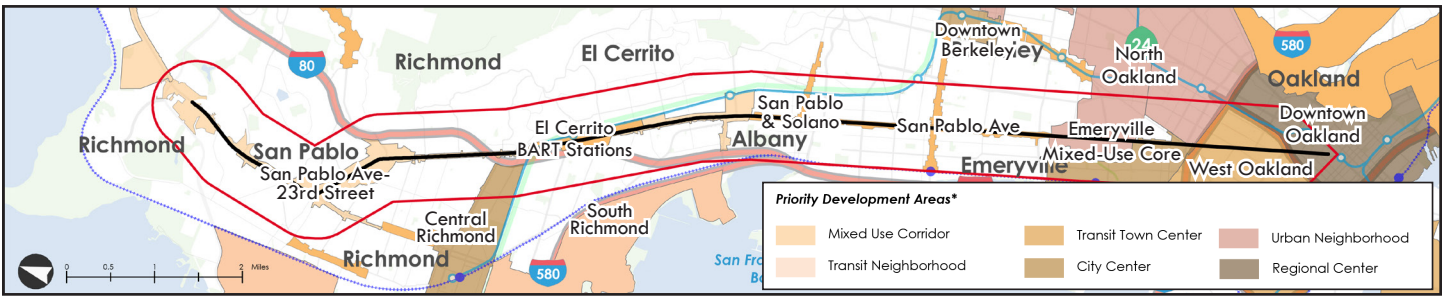 Richmond
El Cerrito
80
Downtown
Berkeley
24
North
Oakland
580
Oakland
Downtown
Oakland
San Pablo
& Solano
Albany
San Pablo Ave
Emeryville
Mixed-Use Core
Emeryville
West Oakland
El Cerrito
BART Stations
Richmond
San Pablo
San Pablo Ave-
23rd Street
Central
Richmond
South
Richmond
Richmond
580
San Fra
Ba
0 0.5 1 2 Miles
Priority Development Areas*
Mixed Use Corridor
Transit Town Center
Urban Neighborhood
Transit Neighborhood
City Center
Regional Center